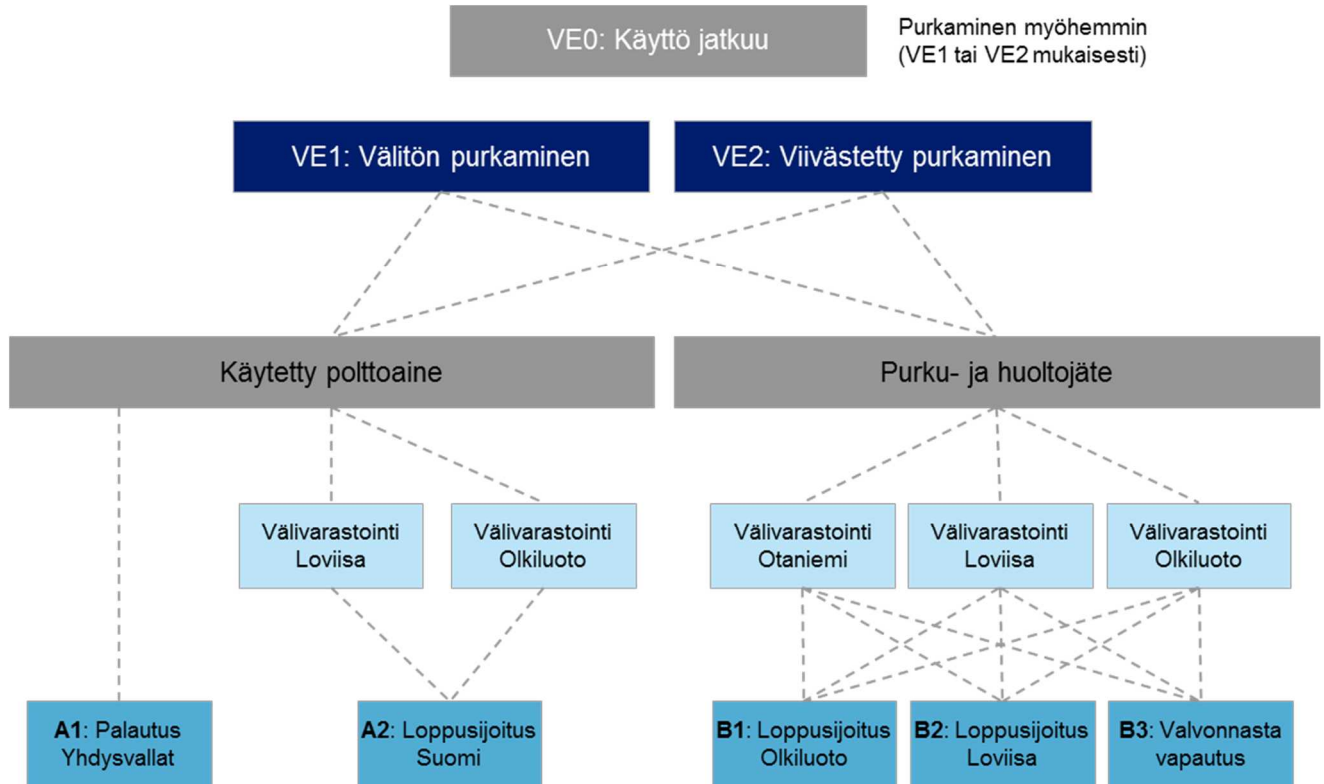 VE0: Käyttö jatkuu
Purkaminen myöhemmin
(VE1 tai VE2 mukaisesti)
VE1: Välitön purkaminen
VE2: Viivästetty purkaminen
Käytetty polttoaine
Purku- ja huoltojäte
Välivarastointi
Loviisa
Välivarastointi
Olkiluoto
Välivarastointi
Otaniemi
Välivarastointi
Loviisa
Välivarastointi
Olkiluoto
A1: Palautus
Yhdysvallat
A2: Loppusijoitus
Suomi
B1: Loppusijoitus
Olkiluoto
B2: Loppusijoitus
Loviisa
B3: Valvonnasta
vapautus